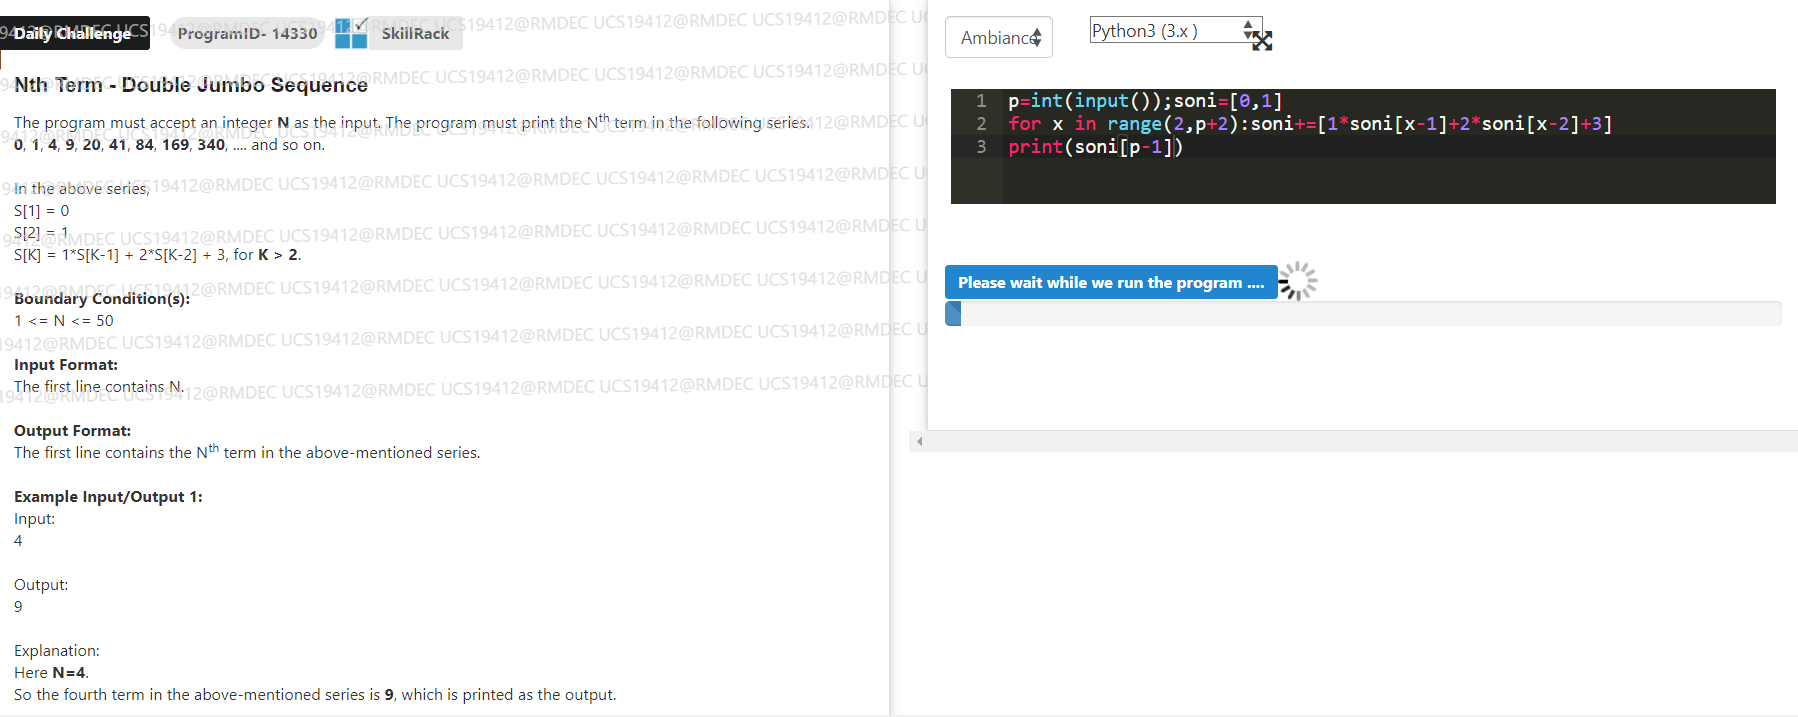 Daily Challenge
ProgramID- 14330
SkillRack
Nth Term - Double Jumbo Sequence
The program must accept an integer N as the input. The program must print the Nth term in the following series.
0, 1, 4, 9, 20, 41, 84, 169, 340, .... and so on.
In the above series,
S[1] = 0
S[2] = 1
S[K] = 1*S[K-1] + 2*S[K-2] + 3, for K > 2.
Boundary Condition(s):
1 <= N <= 50
Input Format:
The first line contains N.
Output Format:
The first line contains the Nth term in the above-mentioned series.
Example Input/Output 1:
Input:
4
Output:
9
Explanation:
Here N=4.
So the fourth term in the above-mentioned series is 9, which is printed as the output.
Ambianc
Python3 (3.x )
1 p=int(input());soni=[0,1]
2 for x in range(2,p+2):soni+=[1*soni[x-1]+2*soni[x-2]+3]
3 print(soni[p-1])
Please wait while we run the program ....
UCS19412@RMDEC UCS19412@RMDEC UCS19412@RMDEC